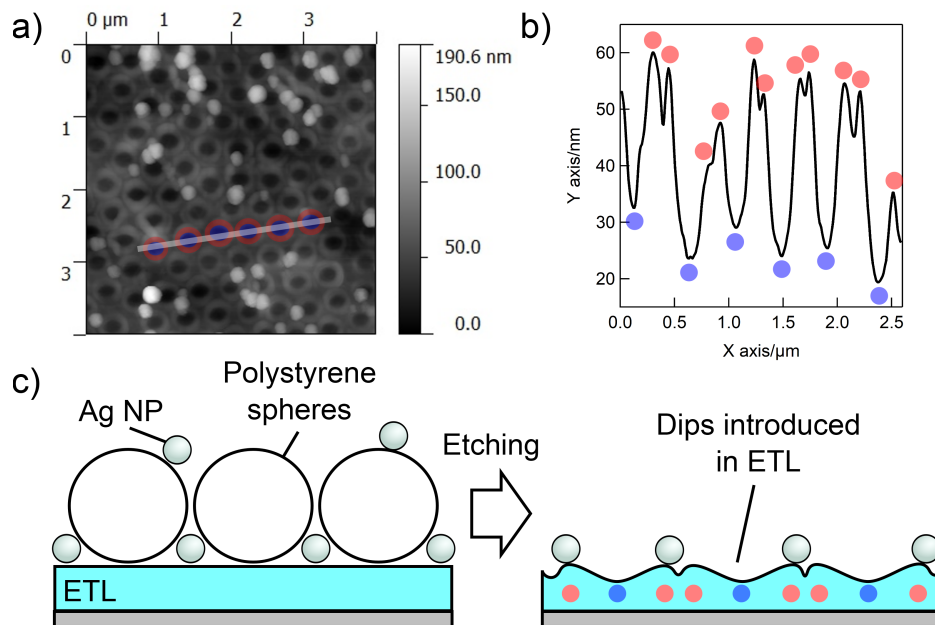 a)
0 µm 1 2 3
0
1
2
3
190.6 nm
150.0
100.0
50.0
0.0
b)
Y axis/nm
60
50
40
30
20
0.0 0.5 1.0 1.5 2.0 2.5
X axis/µm
c)
Ag NP
Polystyrene
spheres
ETL
Etching
Dips introduced
in ETL